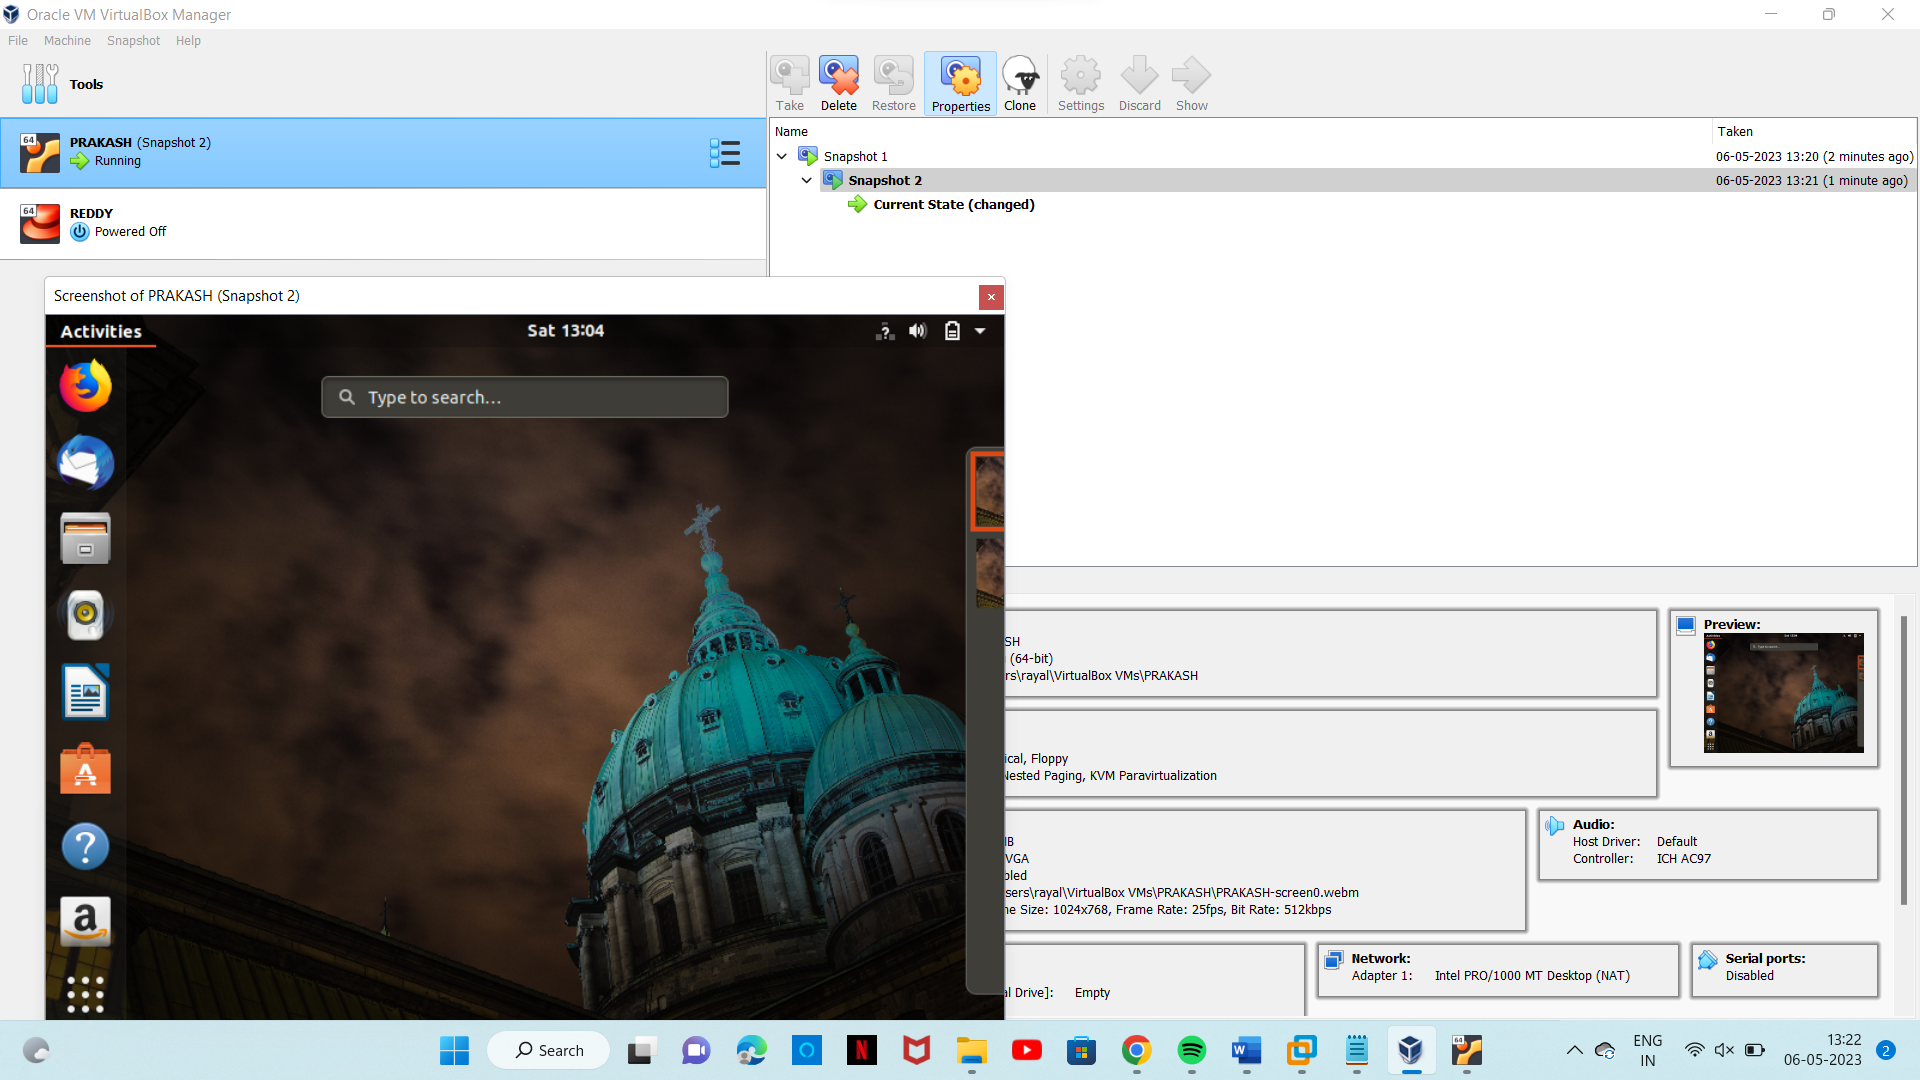 Oracle VM VirtualBox Manager
File Machine Snapshot Help
Tools
Take Delete Restore Properties Clone Settings Discard Show
64
PRAKASH (Snapshot 2)
Running
64
REDDY
Powered Off
Name Taken
Snapshot 1 06-05-2023 13:20 (2 minutes ago)
Snapshot 2 06-05-2023 13:21 (1 minute ago)
Current State (changed)
Screenshot of PRAKASH (Snapshot 2)
Activities
Sat 13:04
Type to search...
SH
(64-bit)
rs\rayal\VirtualBox VMs\PRAKASH
Preview:
ical, Floppy
Nested Paging, KVM Paravirtualization
Audio:
Host Driver: Default
Controller: ICH AC97
IB
VGA
bled
sers\rayal\VirtualBox VMs\PRAKASH\PRAKASH-screen0.webm
ne Size: 1024x768, Frame Rate: 25fps, Bit Rate: 512kbps
Network:
Adapter 1: Intel PRO/1000 MT Desktop (NAT)
Serial ports:
Disabled
al Drive]: Empty
Search
ENG
IN
13:22
06-05-2023
2